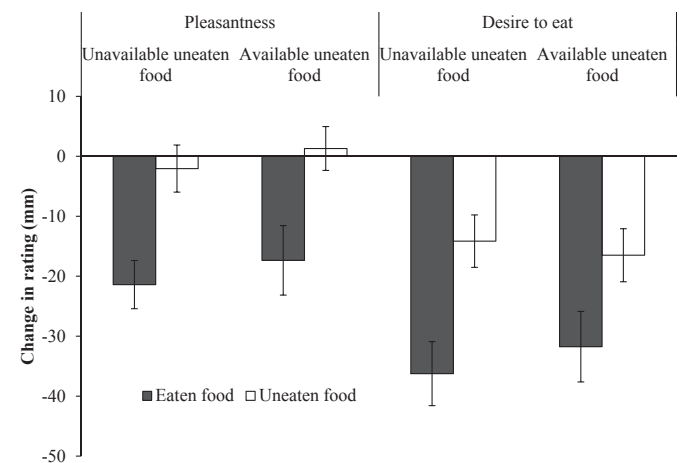 Pleasantness Desire to eat
Unavailable uneaten food Available uneaten food Unavailable uneaten food Available uneaten food
10
0
-10
-20
-30
-40
-50
Change in rating (mm)
Eaten food Uneaten food